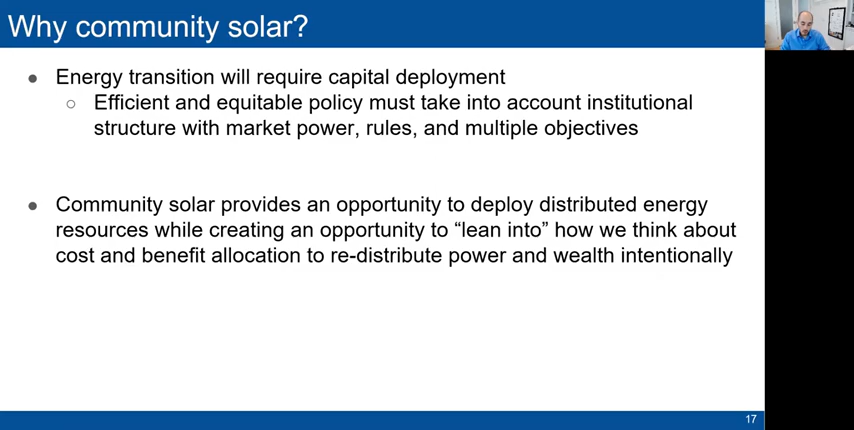 Why community solar?
● Energy transition will require capital deployment
○ Efficient and equitable policy must take into account institutional
structure with market power, rules, and multiple objectives
● Community solar provides an opportunity to deploy distributed energy
resources while creating an opportunity to “lean into” how we think about
cost and benefit allocation to re-distribute power and wealth intentionally
17